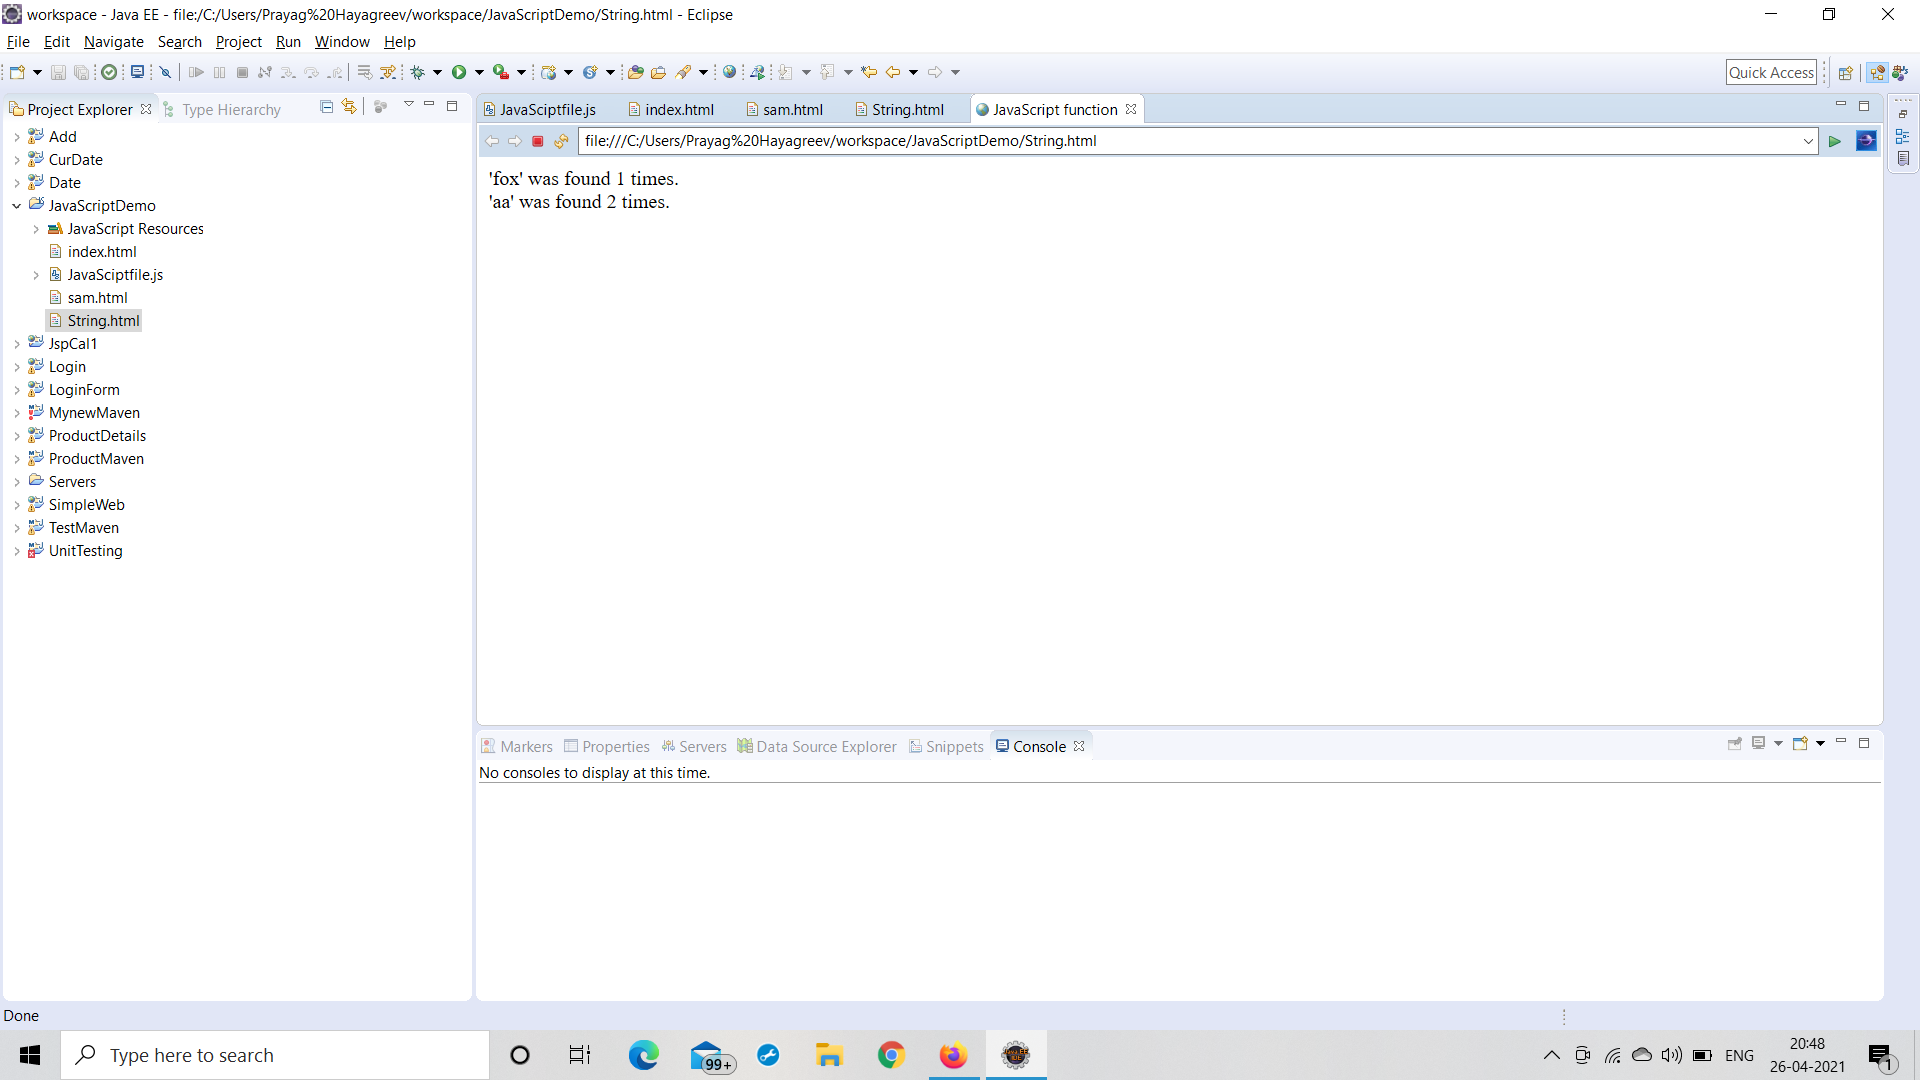 workspace - Java EE - file:/C:/Users/Prayag%20Hayagreev/workspace/JavaScriptDemo/String.html - Eclipse
File Edit Navigate Search Project Run Window Help
Quick Access
Project Explorer Type Hierarchy
Add
CurDate
Date
JavaScriptDemo
JavaScript Resources
index.html
JavaSciptfile.js
sam.html
String.html
JspCal1
Login
LoginForm
MynewMaven
ProductDetails
ProductMaven
Servers
SimpleWeb
TestMaven
UnitTesting
JavaSciptfile.js index.html sam.html String.html JavaScript function
file:///C:/Users/Prayag%20Hayagreev/workspace/JavaScriptDemo/String.html
'fox' was found 1 times.
'aa' was found 2 times.
Markers Properties Servers Data Source Explorer Snippets Console
No consoles to display at this time.
Done
Type here to search
99+
ENG
20:48
26-04-2021
1